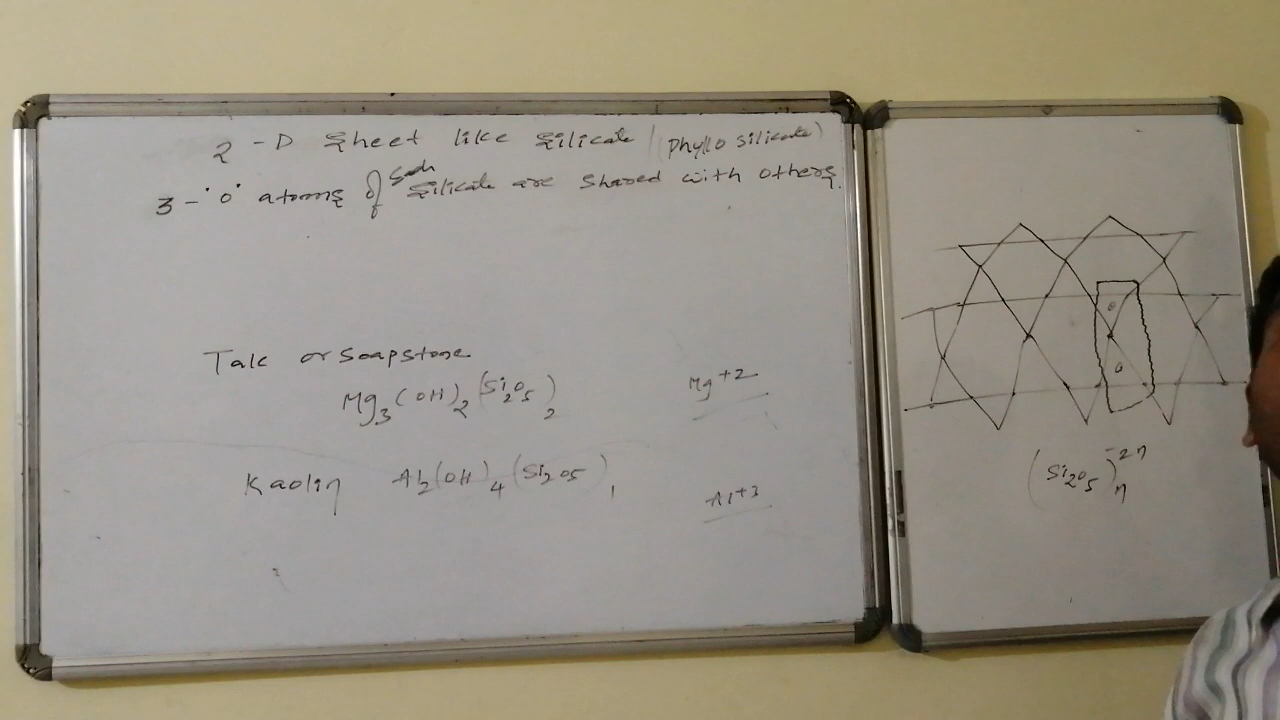 2-D Sheet like Silicate (phyllo silicate)
3-'O' atoms of each Silicate are shared with others.
Talc or soapstone
Mg3(OH)2(Si2O5)2
Mg+2
Kaolin Al2(OH)4(Si2O5)1
Al+3
(Si2O5)n-2n